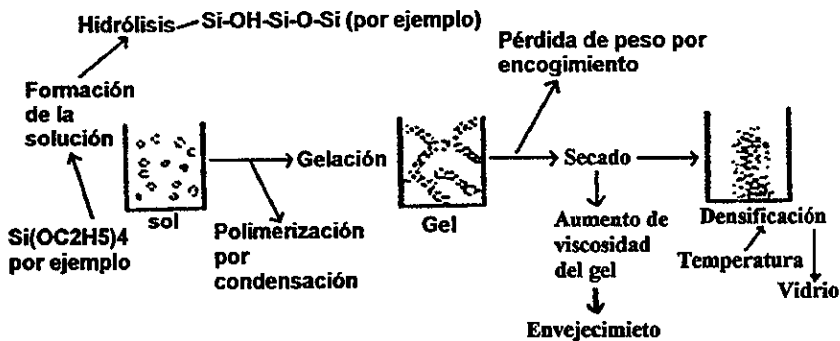 Hidrólisis
Si-OH-Si-O-Si (por ejemplo)
Formación
de la
solución
Si(OC2H5)4
por ejemplo
sol
Gelación
Polimerización
por
condensación
Gel
Pérdida de peso por
encogimiento
Secado
Aumento de
viscosidad
del gel
Envejecimieto
Densificación
Temperatura
Vidrio